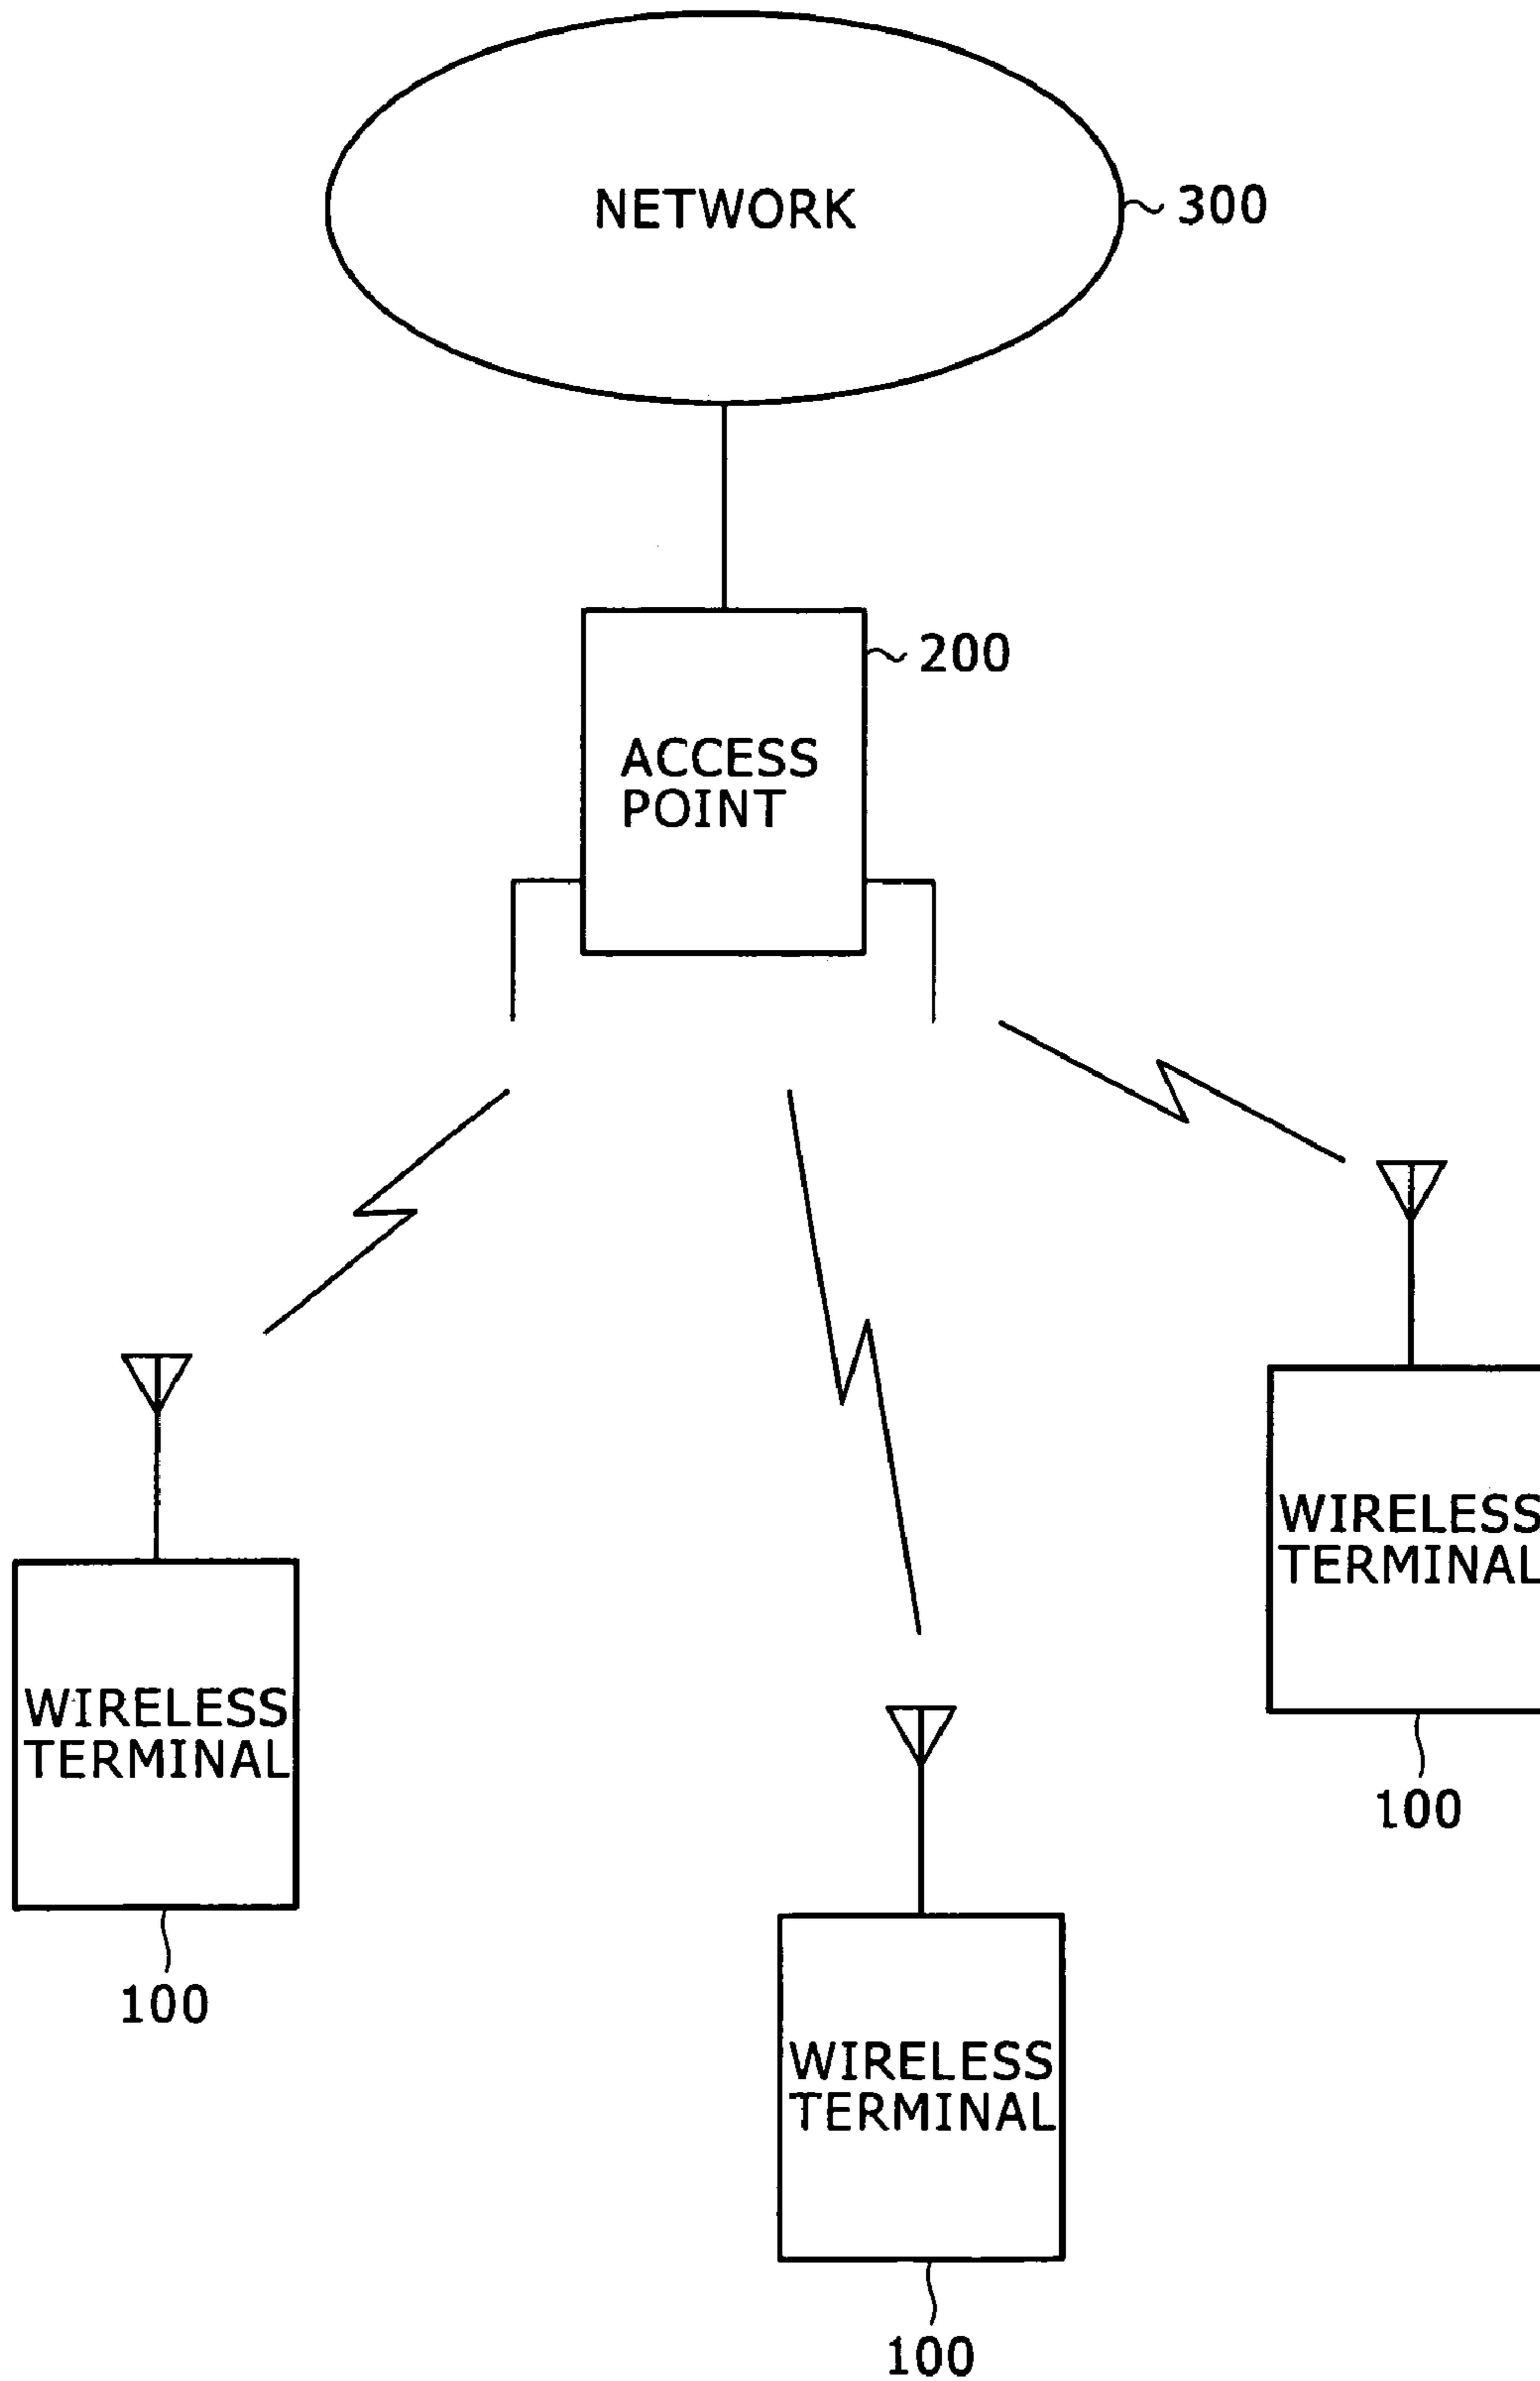 NETWORK
300
200
ACCESS
POINT
WIRELESS
TERMINAL
100
WIRELESS
TERMINAL
100
WIRELESS
TERMINAL
100